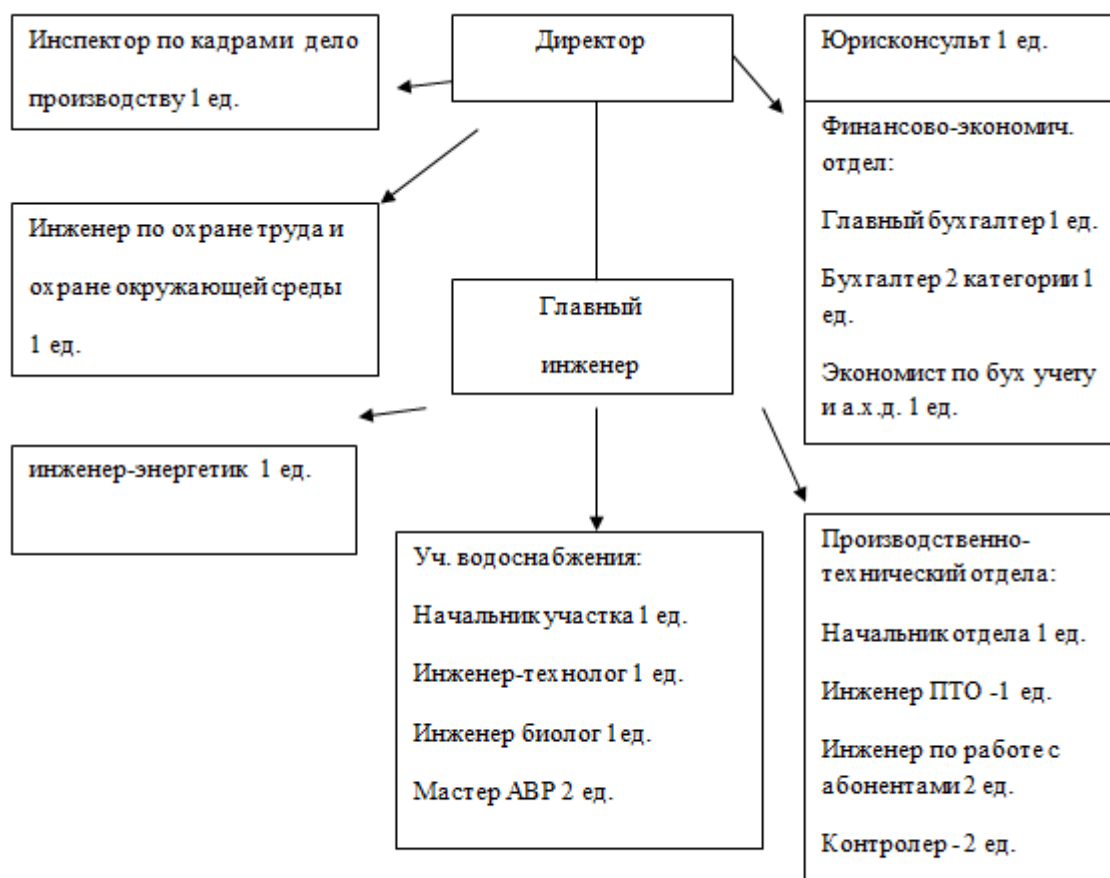 Инспектор по кадрами дело
производству 1 ед.
Директор
Юрисконсульт 1 ед.
Финансово-экономич.
отдел:
Главный бухгалтер 1 ед.
Бухгалтер 2 категории 1
ед.
Экономист по бух учету
и а.х.д. 1 ед.
Инженер по охране труда и
охране окружающей среды
1 ед.
Главный
инженер
инженер-энергетик 1 ед.
Уч. водоснабжения:
Начальник участка 1 ед.
Инженер-технолог 1 ед.
Инженер биолог 1ед.
Мастер АВР 2 ед.
Производственно-
технический отдела:
Начальник отдела 1 ед.
Инженер ПТО -1 ед.
Инженер по работе с
абонентами 2 ед.
Контролер - 2 ед.